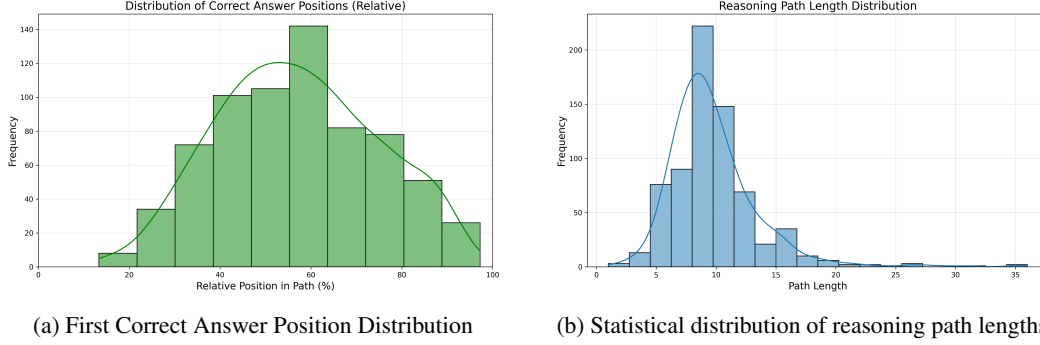 Distribution of Correct Answer Positions (Relative)
140
120
100
80
60
40
20
0
Frequency
0 20 40 60 80 100
Relative Position in Path (%)
(a) First Correct Answer Position Distribution
Reasoning Path Length Distribution
200
150
100
50
0
Frequency
0 5 10 15 20 25 30 35
Path Length
(b) Statistical distribution of reasoning path lengths